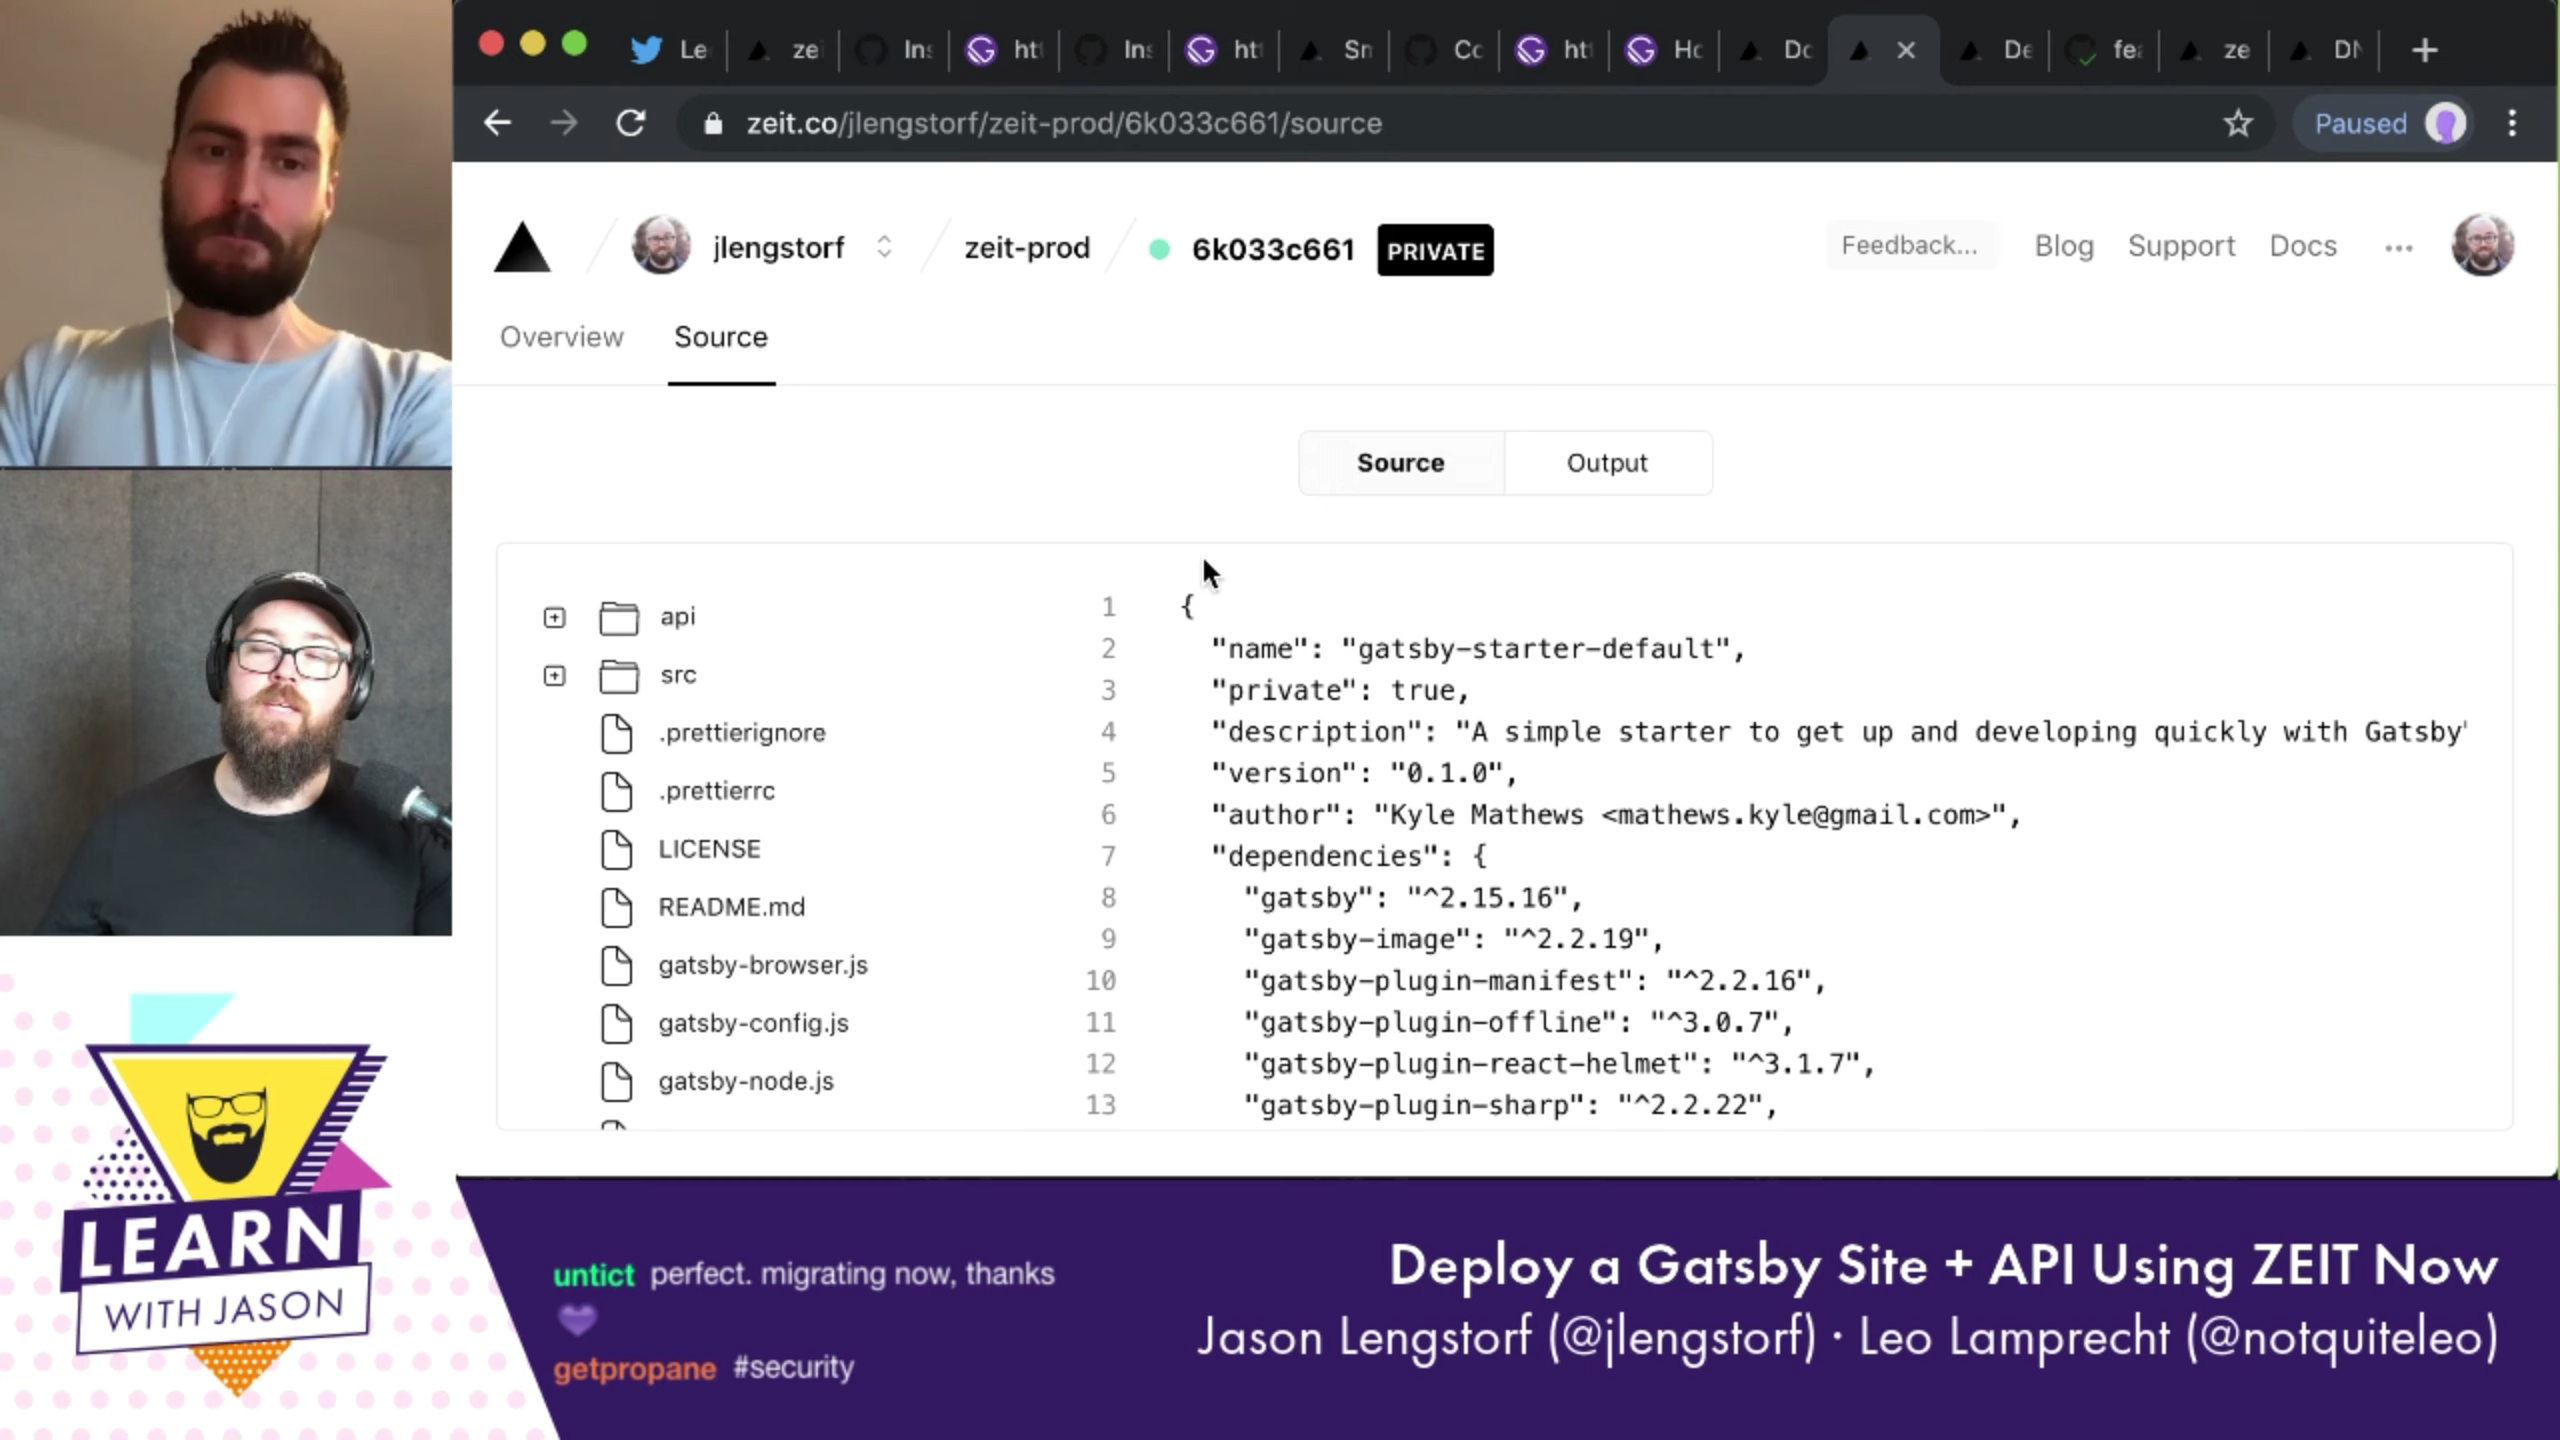 Le
ze
Ins
htt
Ins
htt
Sn
Cc
htt
Ho
Dc
De
fea
ze
DN
zeit.co/jlengstorf/zeit-prod/6k033c661/source
Paused
jlengstorf
zeit-prod
6k033c661
PRIVATE
Feedback...
Blog
Support
Docs
Overview
Source
Source
Output
api
src
.prettierignore
.prettierrc
LICENSE
README.md
gatsby-browser.js
gatsby-config.js
gatsby-node.js
1 {
2 "name": "gatsby-starter-default",
3 "private": true,
4 "description": "A simple starter to get up and developing quickly with Gatsby"
5 "version": "0.1.0",
6 "author": "Kyle Mathews <mathews.kyle@gmail.com>",
7 "dependencies": {
8 "gatsby": "^2.15.16",
9 "gatsby-image": "^2.2.19",
10 "gatsby-plugin-manifest": "^2.2.16",
11 "gatsby-plugin-offline": "^3.0.7",
12 "gatsby-plugin-react-helmet": "^3.1.7",
13 "gatsby-plugin-sharp": "^2.2.22",
LEARN
WITH JASON
untict perfect. migrating now, thanks
getpropane #security
Deploy a Gatsby Site + API Using ZEIT Now
Jason Lengstorf (@jlengstorf) · Leo Lamprecht (@notquiteleo)